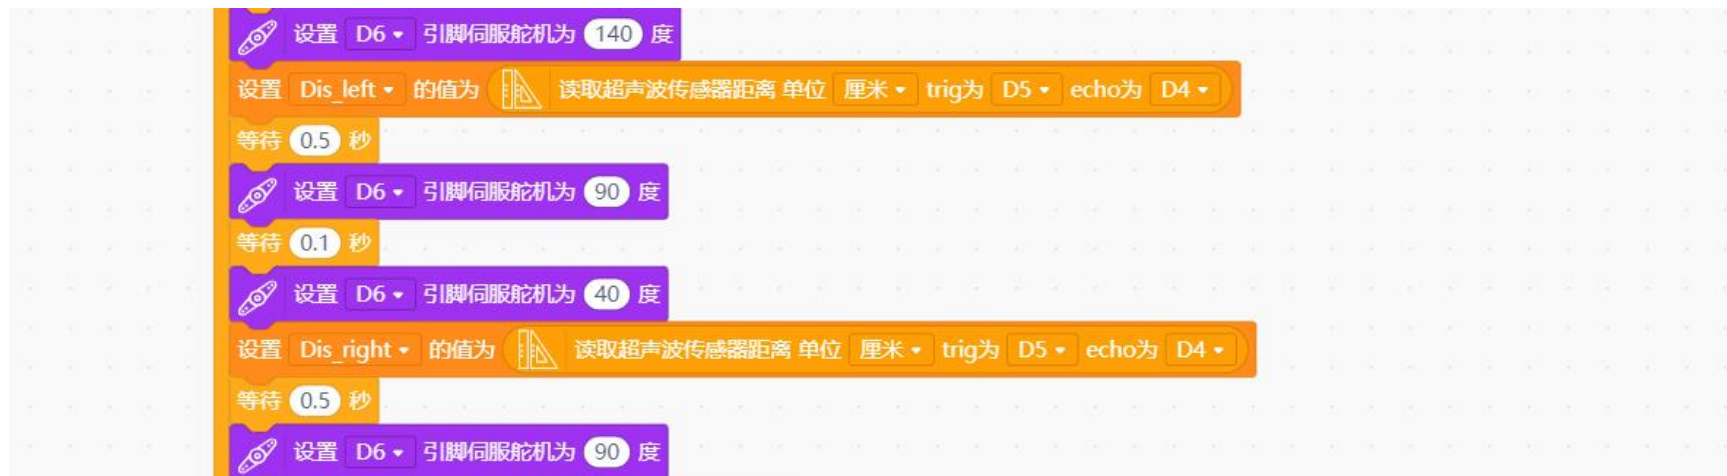 设置 D6 引脚伺服舵机为 140 度
设置 Dis_left 的值为 读取超声波传感器距离 单位 厘米 trig为 D5 echo为 D4
等待 0.5 秒
设置 D6 引脚伺服舵机为 90 度
等待 0.1 秒
设置 D6 引脚伺服舵机为 40 度
设置 Dis_right 的值为 读取超声波传感器距离 单位 厘米 trig为 D5 echo为 D4
等待 0.5 秒
设置 D6 引脚伺服舵机为 90 度